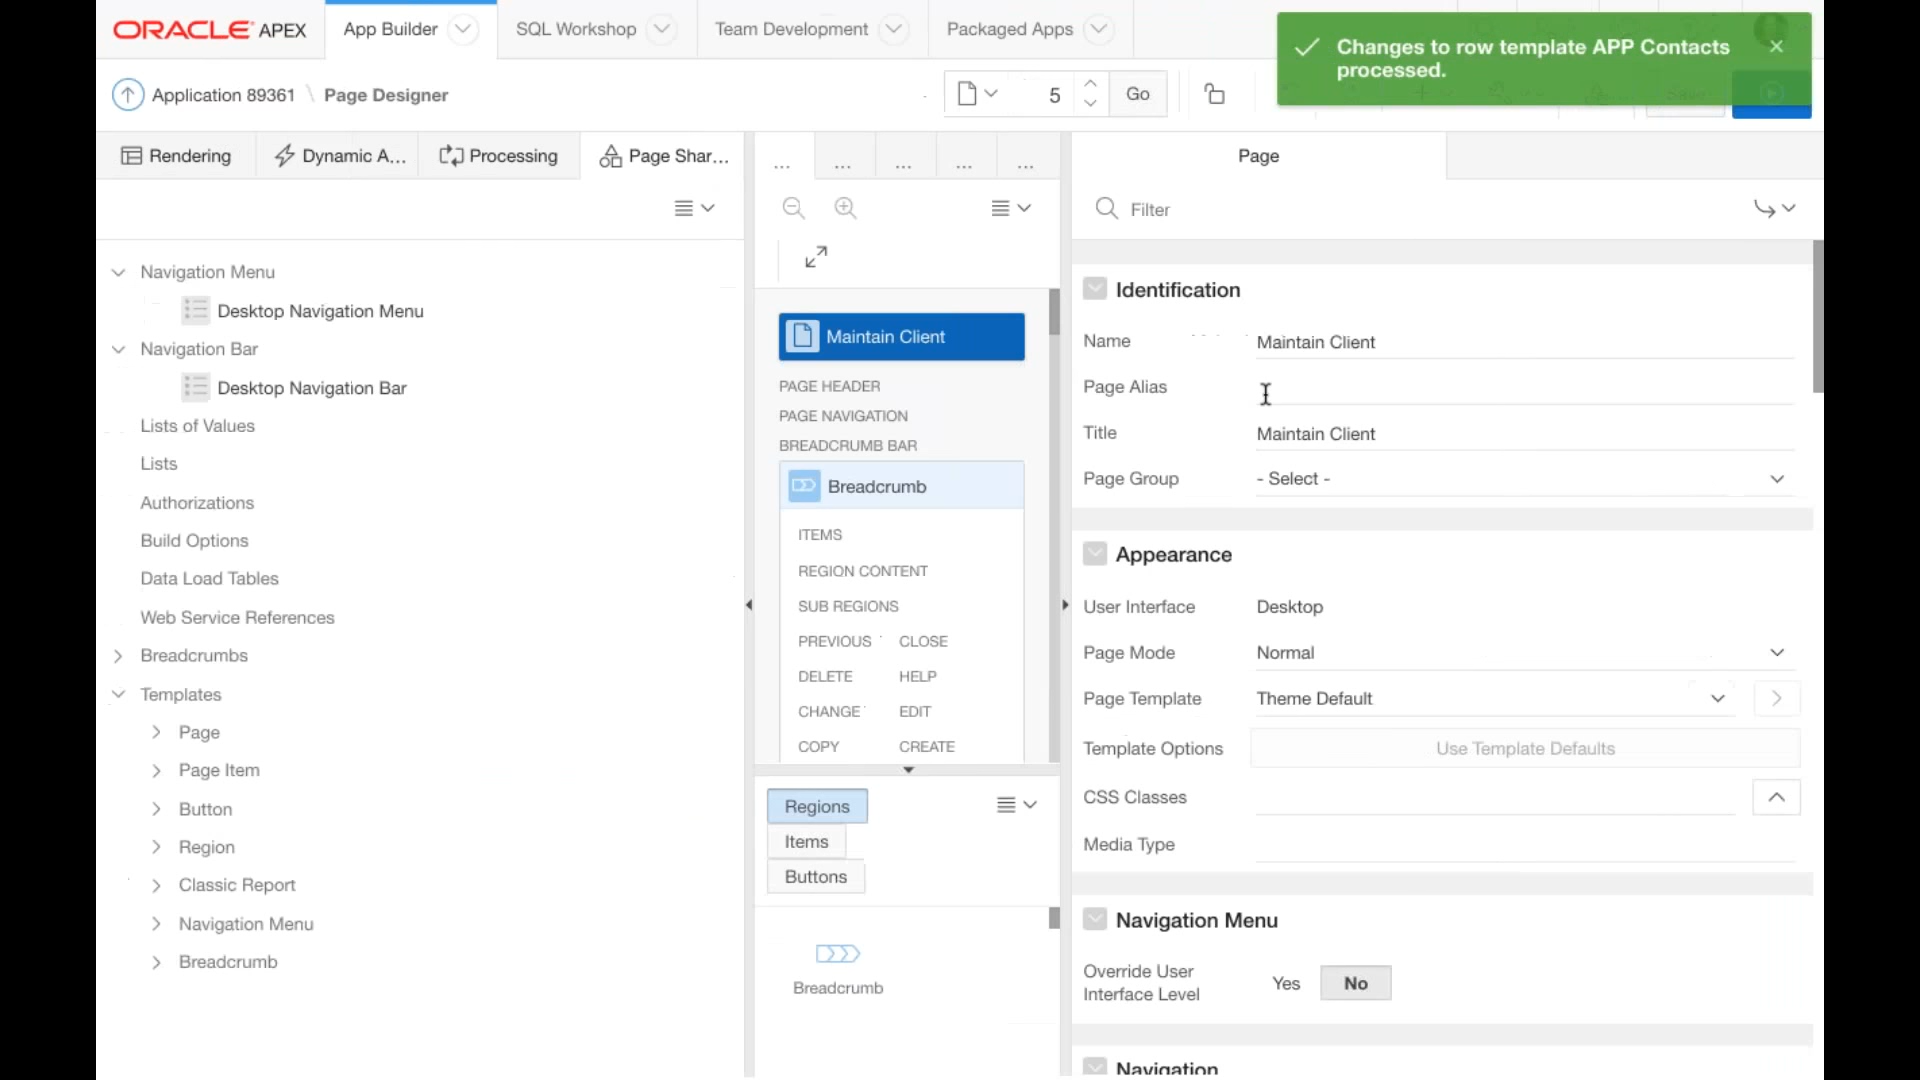 ORACLE APEX
App Builder
SQL Workshop
Team Development
Packaged Apps
Changes to row template APP Contacts
processed.
Application 89361 \ Page Designer
5
Go
Rendering
Dynamic A...
Processing
Page Shar...
...
...
...
...
...
Page
Filter
Navigation Menu
Desktop Navigation Menu
Navigation Bar
Desktop Navigation Bar
Lists of Values
Lists
Authorizations
Build Options
Data Load Tables
Web Service References
Breadcrumbs
Templates
Page
Page Item
Button
Region
Classic Report
Navigation Menu
Breadcrumb
Maintain Client
PAGE HEADER
PAGE NAVIGATION
BREADCRUMB BAR
Breadcrumb
ITEMS
REGION CONTENT
SUB REGIONS
PREVIOUS CLOSE
DELETE HELP
CHANGE EDIT
COPY CREATE
Regions
Items
Buttons
Breadcrumb
Identification
Name Maintain Client
Page Alias
Title Maintain Client
Page Group - Select -
Appearance
User Interface Desktop
Page Mode Normal
Page Template Theme Default
Template Options Use Template Defaults
CSS Classes
Media Type
Navigation Menu
Override User
Interface Level Yes No
Navigation